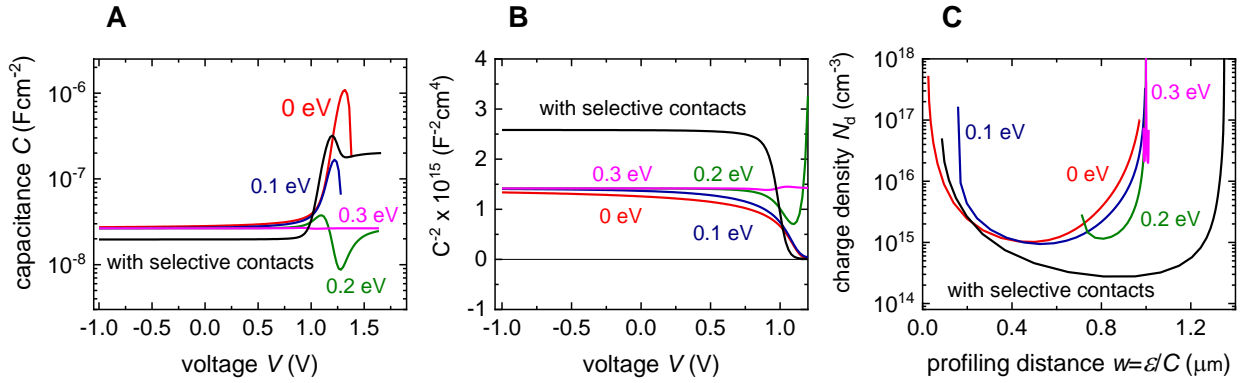 A
capacitance C (Fcm⁻²)
10⁻⁶
10⁻⁷
10⁻⁸
0 eV
0.1 eV
0.3 eV
with selective contacts
0.2 eV
-1.0 -0.5 0.0 0.5 1.0 1.5
voltage V (V)
B
C⁻² x 10¹⁵ (F⁻²cm⁴)
4
3
2
1
0
-1
with selective contacts
0.3 eV
0.2 eV
0 eV
0.1 eV
-1.0 -0.5 0.0 0.5 1.0
voltage V (V)
C
charge density N_d (cm⁻³)
10¹⁸
10¹⁷
10¹⁶
10¹⁵
10¹⁴
0.3 eV
0.1 eV
0 eV
0.2 eV
with selective contacts
0.0 0.4 0.8 1.2
profiling distance w=ℰ/C (μm)